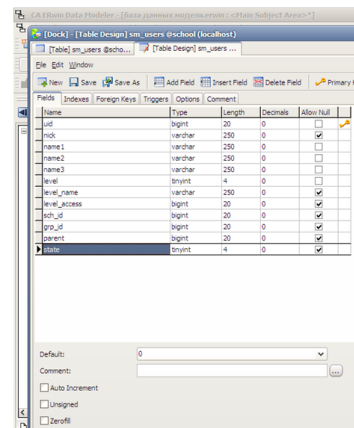 CA ERwin Data Modeler - [база данных модельерин : <Main Subject Area>*]
[Dock] - [Table Design] sm_users @school (localhost)
[Table] sm_users @scho... [Table Design] sm_users ...
File Edit Window
New Save Save As Add Field Insert Field Delete Field Primary
Fields Indexes Foreign Keys Triggers Options Comment
Name Type Length Decimals Allow Null
uid bigint 20 0
nick varchar 250 0
name1 varchar 250 0
name2 varchar 250 0
name3 varchar 250 0
level tinyint 4 0
level_name varchar 250 0
level_access bigint 20 0
sch_id bigint 20 0
grp_id bigint 20 0
parent bigint 20 0
state tinyint 4 0
Default: 0
Comment: ...
Auto Increment
Unsigned
Zerofill